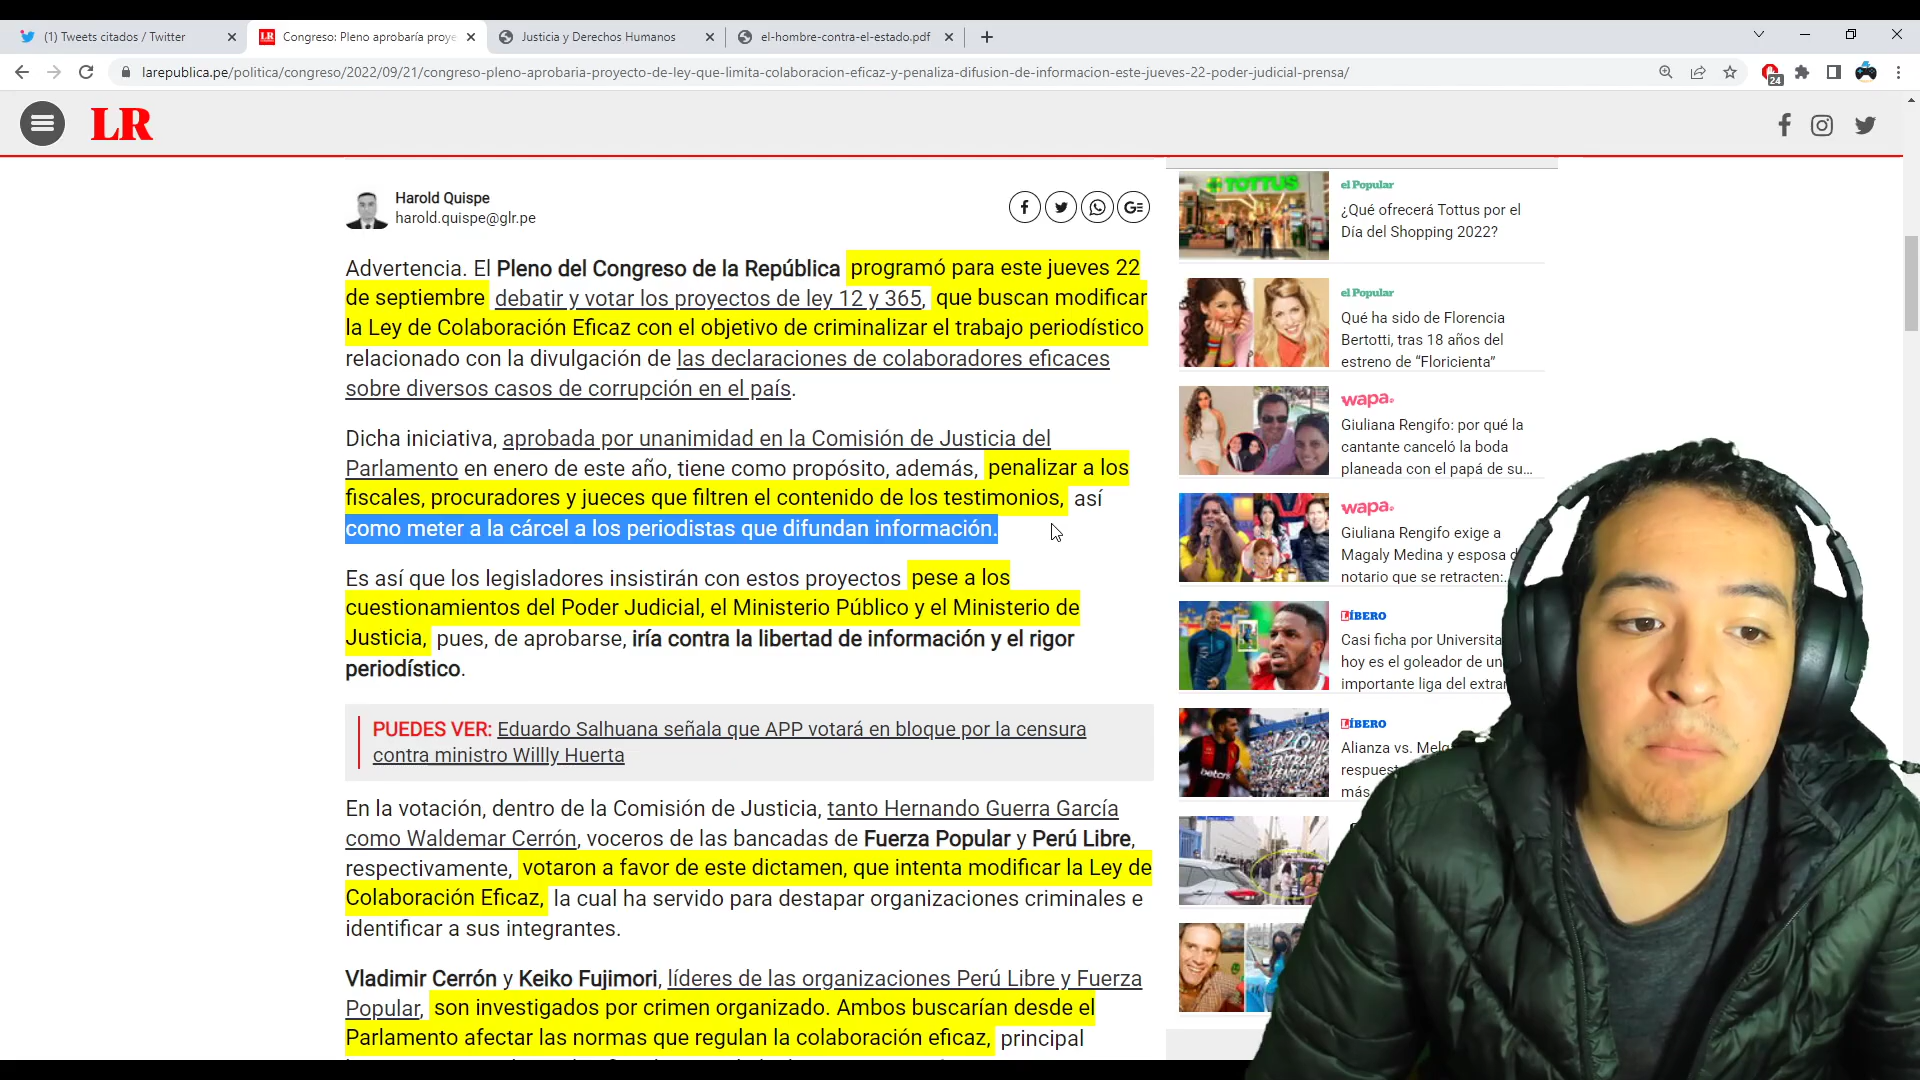 (1) Tweets citados / Twitter
Congreso: Pleno aprobaría proye
Justicia y Derechos Humanos
el-hombre-contra-el-estado.pdf
larepublica.pe/politica/congreso/2022/09/21/congreso-pleno-aprobaria-proyecto-de-ley-que-limita-colaboracion-eficaz-y-penaliza-difusion-de-informacion-este-jueves-22-poder-judicial-prensa/
24
LR
Harold Quispe
harold.quispe@glr.pe
Advertencia. El Pleno del Congreso de la República programó para este jueves 22
de septiembre debatir y votar los proyectos de ley 12 y 365, que buscan modificar
la Ley de Colaboración Eficaz con el objetivo de criminalizar el trabajo periodístico
relacionado con la divulgación de las declaraciones de colaboradores eficaces
sobre diversos casos de corrupción en el país.
Dicha iniciativa, aprobada por unanimidad en la Comisión de Justicia del
Parlamento en enero de este año, tiene como propósito, además, penalizar a los
fiscales, procuradores y jueces que filtren el contenido de los testimonios, así
como meter a la cárcel a los periodistas que difundan información.
Es así que los legisladores insistirán con estos proyectos pese a los
cuestionamientos del Poder Judicial, el Ministerio Público y el Ministerio de
Justicia, pues, de aprobarse, iría contra la libertad de información y el rigor
periodístico.
PUEDES VER: Eduardo Salhuana señala que APP votará en bloque por la censura
contra ministro Willly Huerta
En la votación, dentro de la Comisión de Justicia, tanto Hernando Guerra García
como Waldemar Cerrón, voceros de las bancadas de Fuerza Popular y Perú Libre,
respectivamente, votaron a favor de este dictamen, que intenta modificar la Ley de
Colaboración Eficaz, la cual ha servido para destapar organizaciones criminales e
identificar a sus integrantes.
Vladimir Cerrón y Keiko Fujimori, líderes de las organizaciones Perú Libre y Fuerza
Popular, son investigados por crimen organizado. Ambos buscarían desde el
Parlamento afectar las normas que regulan la colaboración eficaz, principal
TOTTUS
el Popular
¿Qué ofrecerá Tottus por el
Día del Shopping 2022?
el Popular
Qué ha sido de Florencia
Bertotti, tras 18 años del
estreno de “Floricienta”
wapa.
Giuliana Rengifo: por qué la
cantante canceló la boda
planeada con el papá de su...
wapa.
Giuliana Rengifo exige a
Magaly Medina y esposa
notario que se retracten:
LÍBERO
Casi ficha por Universita
hoy es el goleador de un
importante liga del extra
LÍBERO
Alianza vs. Melg
respuest
más